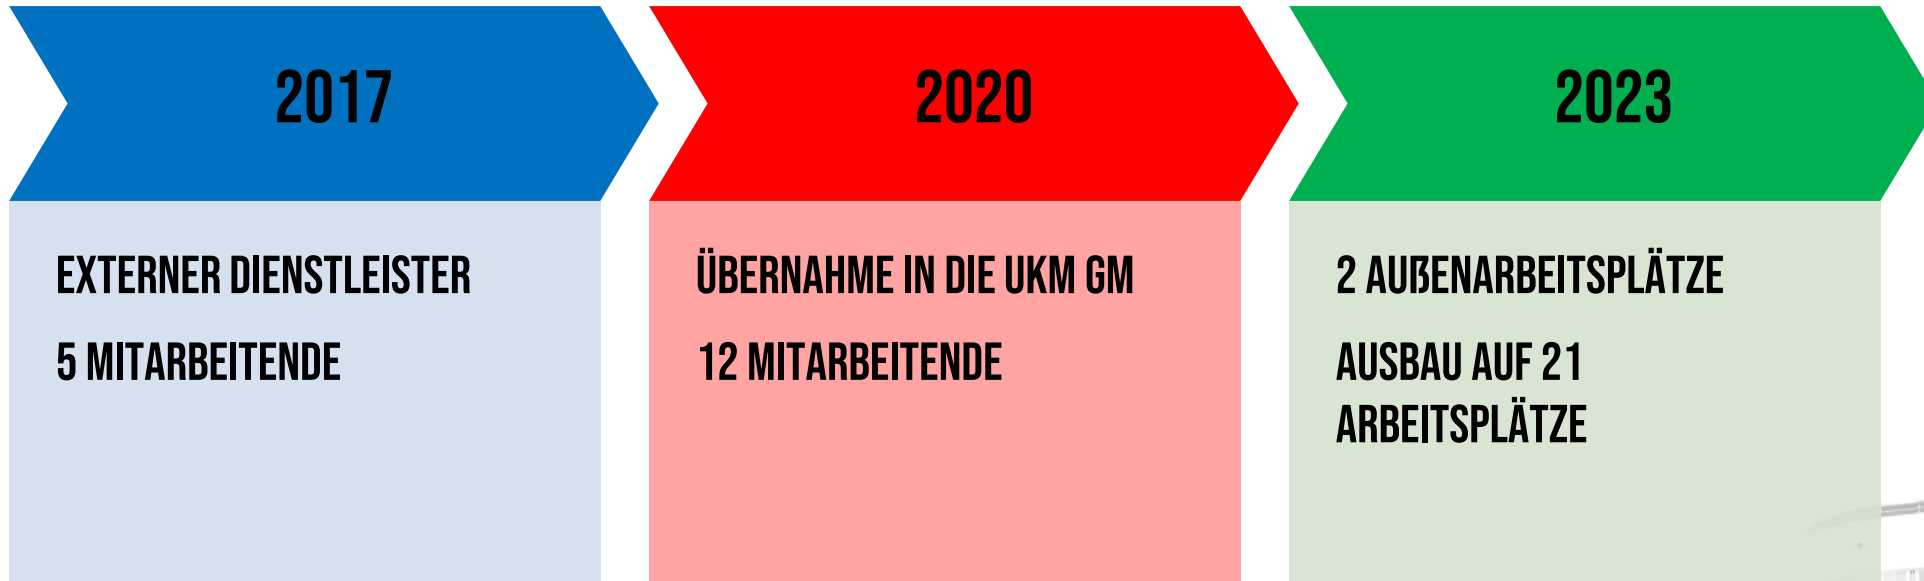 2017
EXTERNER DIENSTLEISTER
5 MITARBEITENDE
2020
ÜBERNAHME IN DIE UKM GM
12 MITARBEITENDE
2023
2 AUßENARBEITSPLÄTZE
AUSBAU AUF 21
ARBEITSPLÄTZE